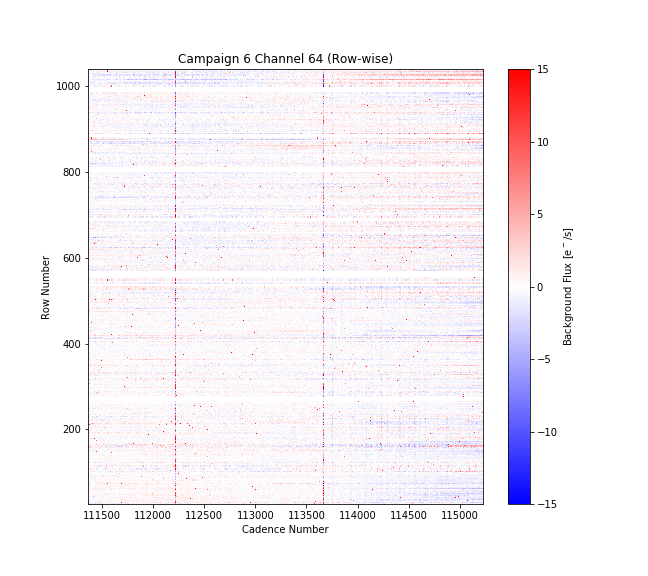 Campaign 6 Channel 64 (Row-wise)
1000
800
600
400
200
Row Number
111500 112000 112500 113000 113500 114000 114500 115000
Cadence Number
15
10
5
0
−5
−10
−15
Background Flux [e⁻/s]